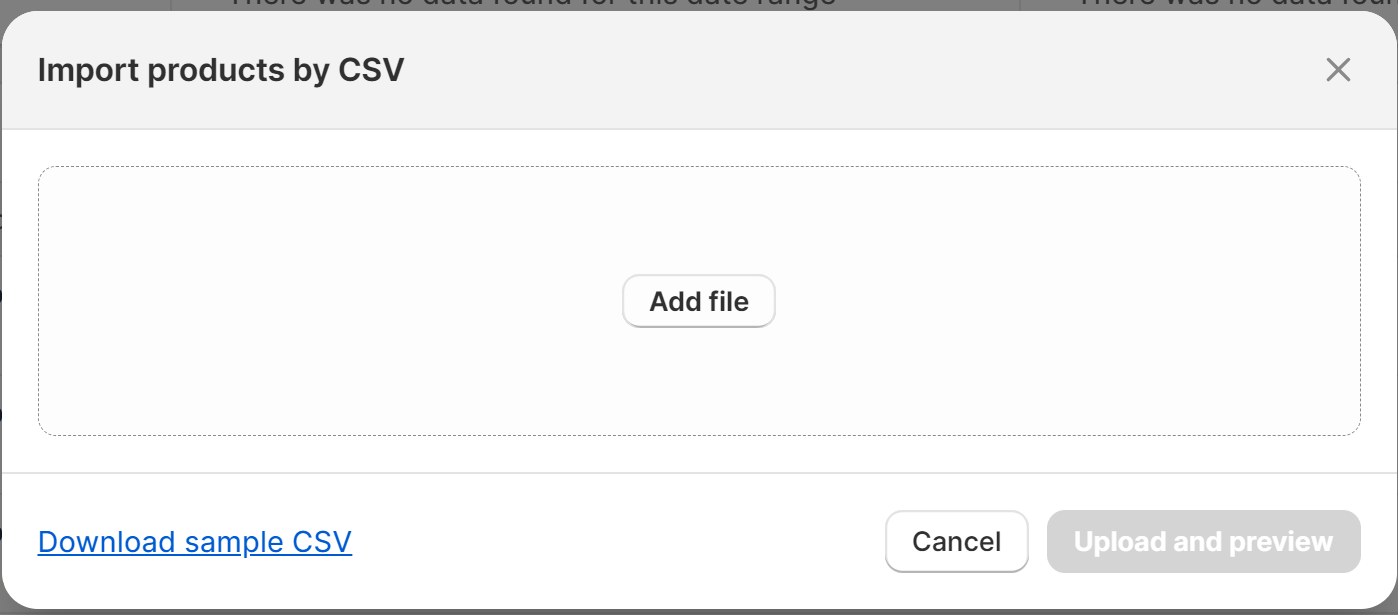 There was no data found for this date range
There was no data foun
Import products by CSV
Add file
Download sample CSV
Cancel
Upload and preview